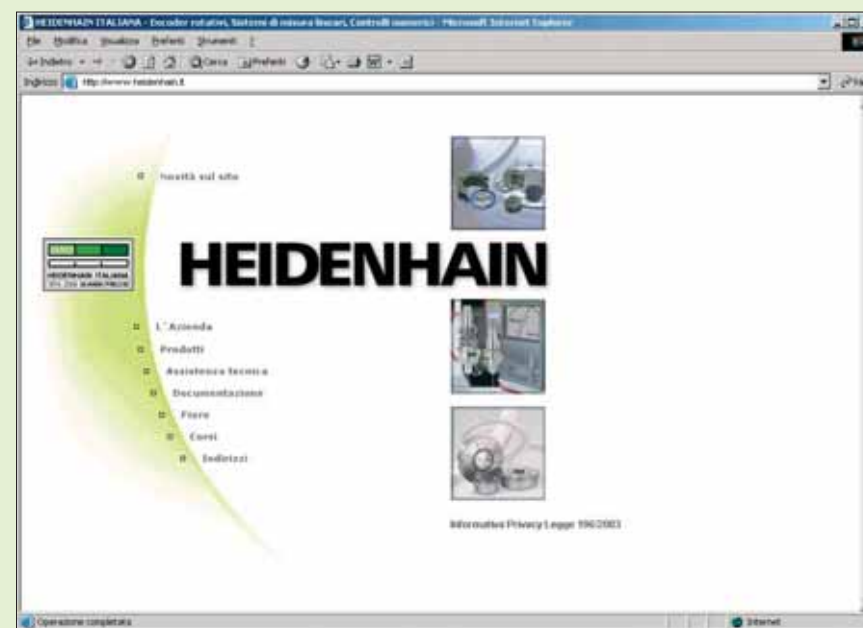 HEIDENHAIN ITALIANA - Encoder rotativi, Sistemi di misura lineari, Controlli numerici - Microsoft Internet Explorer
File Modifica Visualizza Preferiti Strumenti ?
Indietro Cerca Preferiti
Indirizzo http://www.heidenhain.it
Novità sul sito
HEIDENHAIN ITALIANA
HEIDENHAIN
L'Azienda
Prodotti
Assistenza tecnica
Documentazione
Fiere
Corsi
Indirizzi
Informativa Privacy Legge 196/2003
Operazione completata Internet